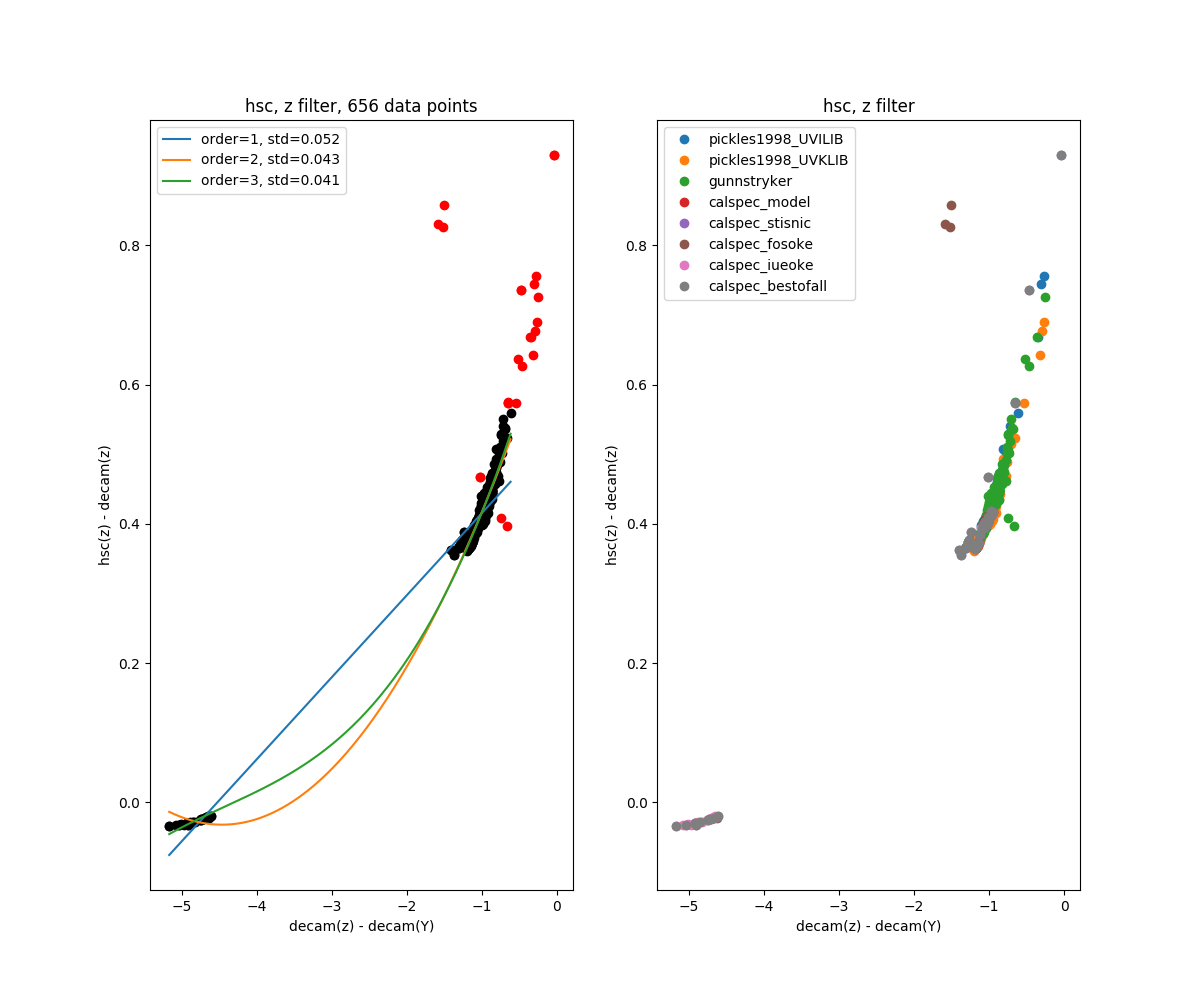 hsc, z filter, 656 data points
order=1, std=0.052
order=2, std=0.043
order=3, std=0.041
hsc(z) - decam(z)
0.8
0.6
0.4
0.2
0.0
−5
−4
−3
−2
−1
0
decam(z) - decam(Y)
hsc, z filter
pickles1998_UVILIB
pickles1998_UVKLIB
gunnstryker
calspec_model
calspec_stisnic
calspec_fosoke
calspec_iueoke
calspec_bestofall
hsc(z) - decam(z)
0.8
0.6
0.4
0.2
0.0
−5
−4
−3
−2
−1
0
decam(z) - decam(Y)